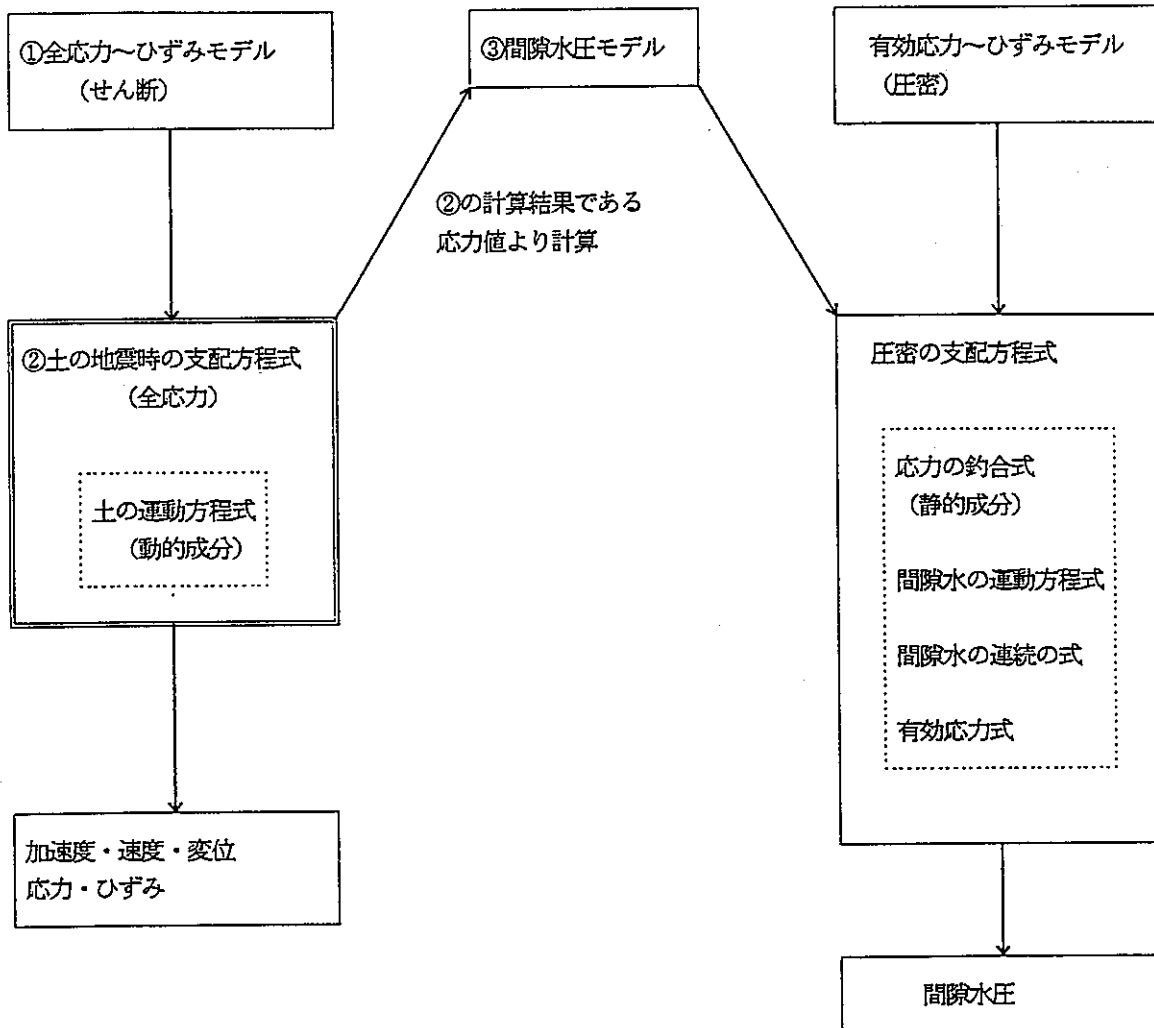 ①全応力～ひずみモデル
(せん断)
③間隙水圧モデル
有効応力～ひずみモデル
(圧密)
②の計算結果である
応力値より計算
②土の地震時の支配方程式
(全応力)
土の運動方程式
(動的成分)
圧密の支配方程式
応力の釣合式
(静的成分)
間隙水の運動方程式
間隙水の連続の式
有効応力式
加速度・速度・変位
応力・ひずみ
間隙水圧